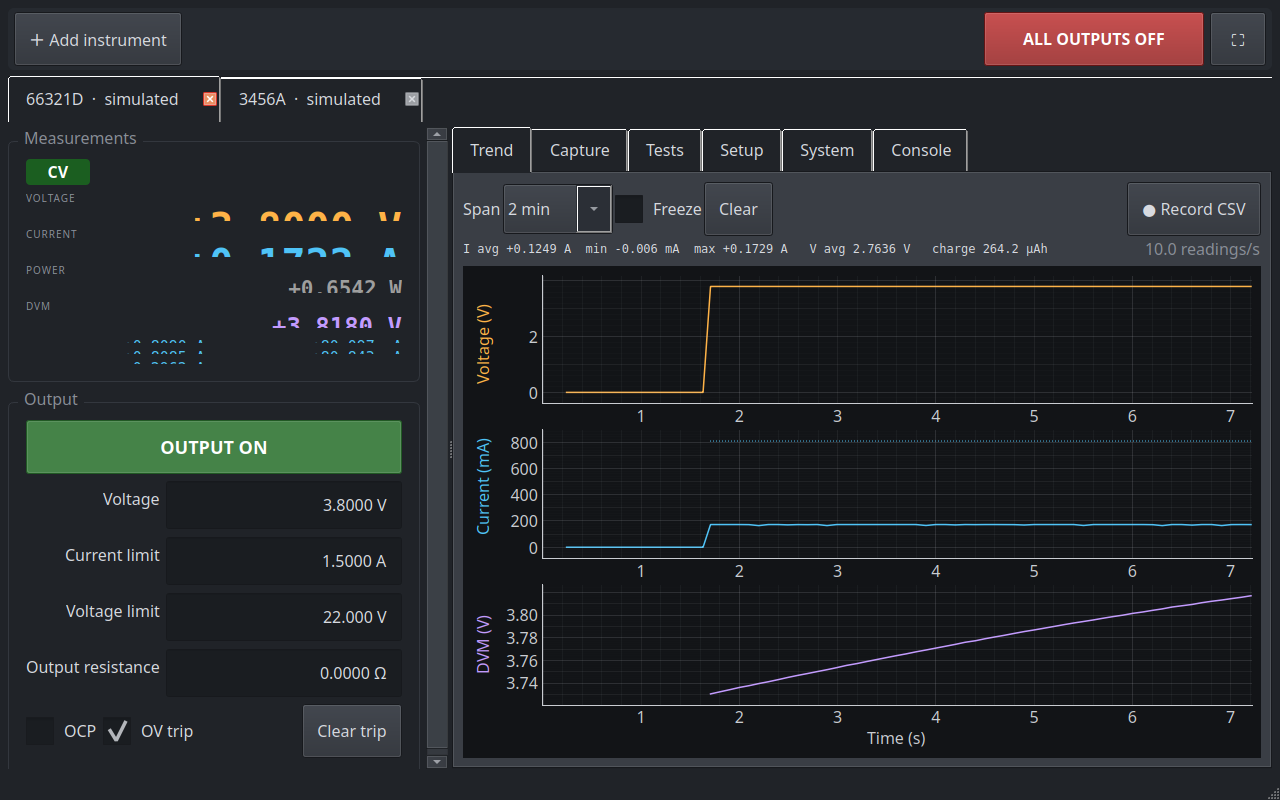 + Add instrument
ALL OUTPUTS OFF
66321D · simulated
3456A · simulated
Measurements
CV
VOLTAGE
CURRENT
POWER
+0.6542 W
DVM
+3.8180 V
Output
OUTPUT ON
Voltage 3.8000 V
Current limit 1.5000 A
Voltage limit 22.000 V
Output resistance 0.0000 Ω
OCP
OV trip
Clear trip
Trend
Capture
Tests
Setup
System
Console
Span
2 min
Freeze
Clear
Record CSV
I avg +0.1249 A min -0.006 mA max +0.1729 A V avg 2.7636 V charge 264.2 µAh
10.0 readings/s
Voltage (V)
2
0
1 2 3 4 5 6 7
Current (mA)
800
600
400
200
0
1 2 3 4 5 6 7
DVM (V)
3.80
3.78
3.76
3.74
1 2 3 4 5 6 7
Time (s)